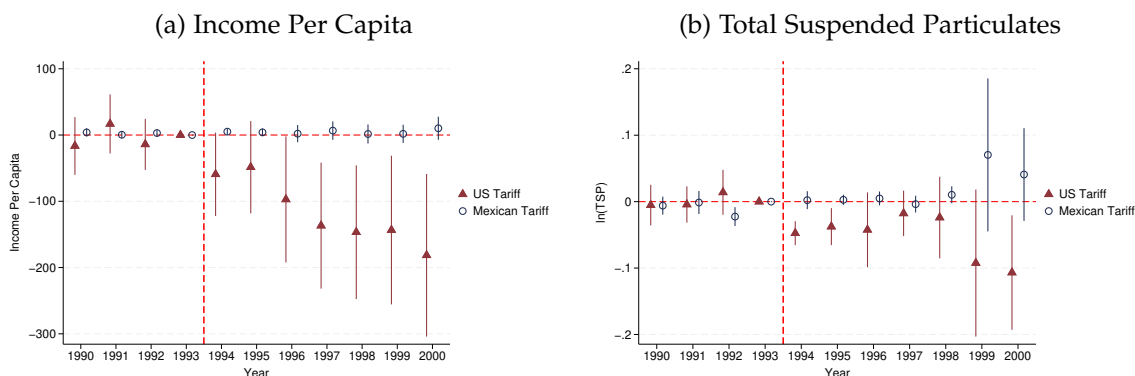 (a) Income Per Capita
100
0
−100
−200
−300
Income Per Capita
1990 1991 1992 1993 1994 1995 1996 1997 1998 1999 2000
Year
US Tariff
Mexican Tariff
(b) Total Suspended Particulates
.2
.1
0
−.1
−.2
ln(TSP)
1990 1991 1992 1993 1994 1995 1996 1997 1998 1999 2000
Year
US Tariff
Mexican Tariff